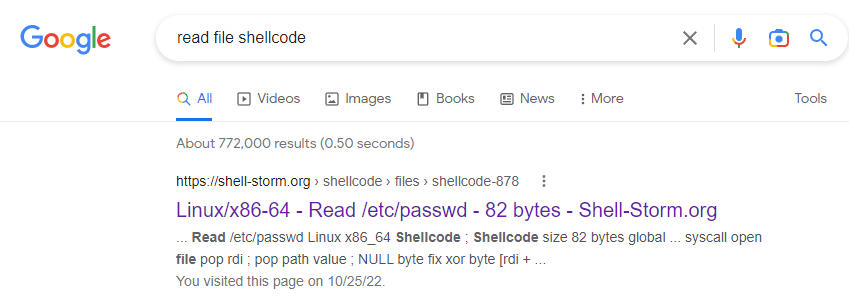 Google
read file shellcode
All Videos Images Books News More Tools
About 772,000 results (0.50 seconds)
https://shell-storm.org › shellcode › files › shellcode-878
Linux/x86-64 - Read /etc/passwd - 82 bytes - Shell-Storm.org
... Read /etc/passwd Linux x86_64 Shellcode ; Shellcode size 82 bytes global ... syscall open
file pop rdi ; pop path value ; NULL byte fix xor byte [rdi + ...
You visited this page on 10/25/22.